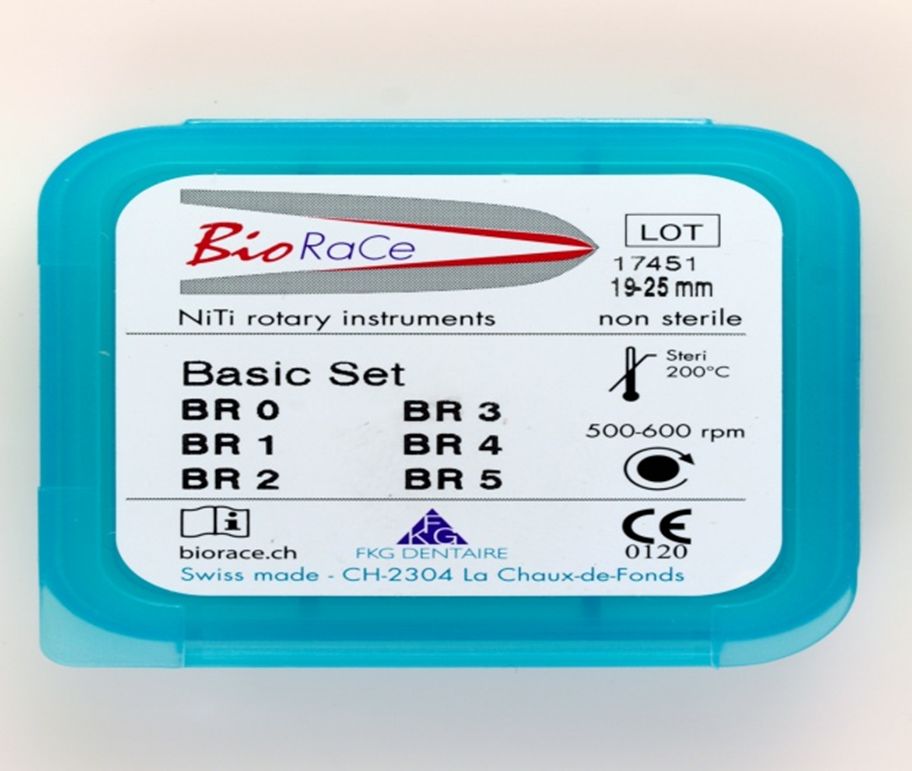 Bio RaCe
NiTi rotary instruments
LOT
17451
19-25 mm
non sterile
Basic Set
BR 0 BR 3
BR 1 BR 4
BR 2 BR 5
Steri
200°C
500-600 rpm
i
biorace.ch
FKG
FKG DENTAIRE
CE
0120
Swiss made - CH-2304 La Chaux-de-Fonds